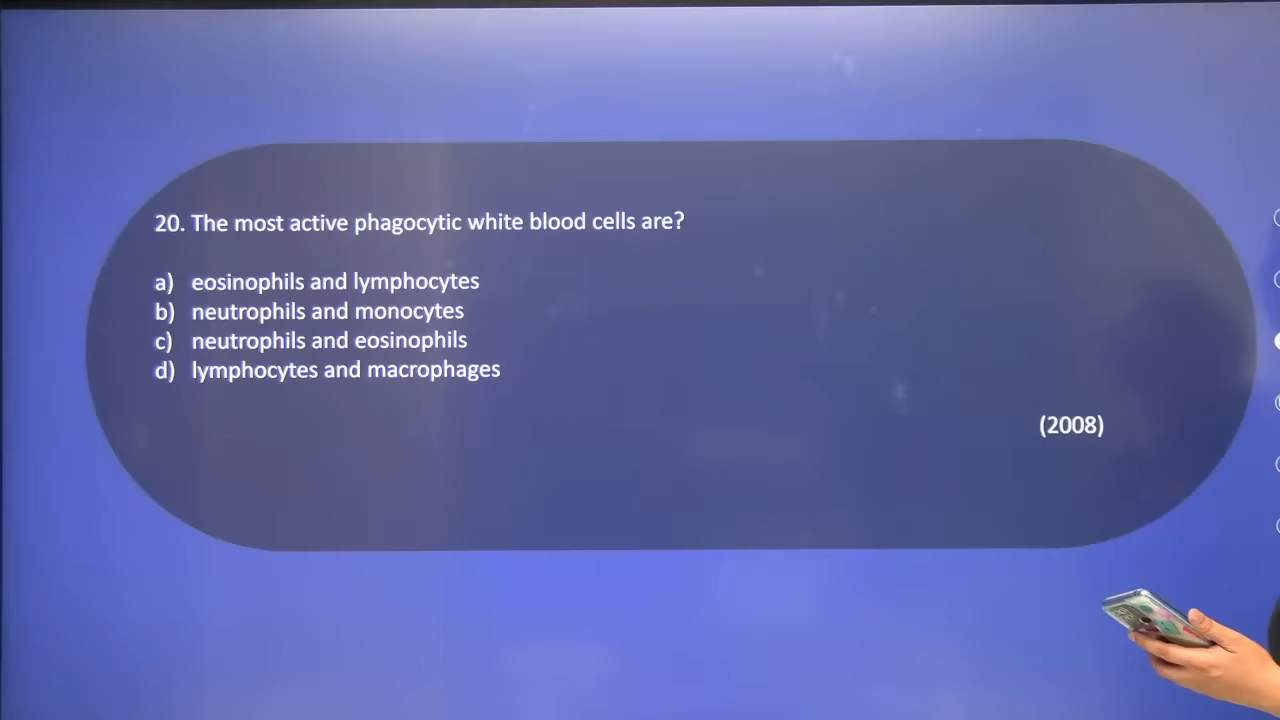 20. The most active phagocytic white blood cells are?
a) eosinophils and lymphocytes
b) neutrophils and monocytes
c) neutrophils and eosinophils
d) lymphocytes and macrophages
(2008)